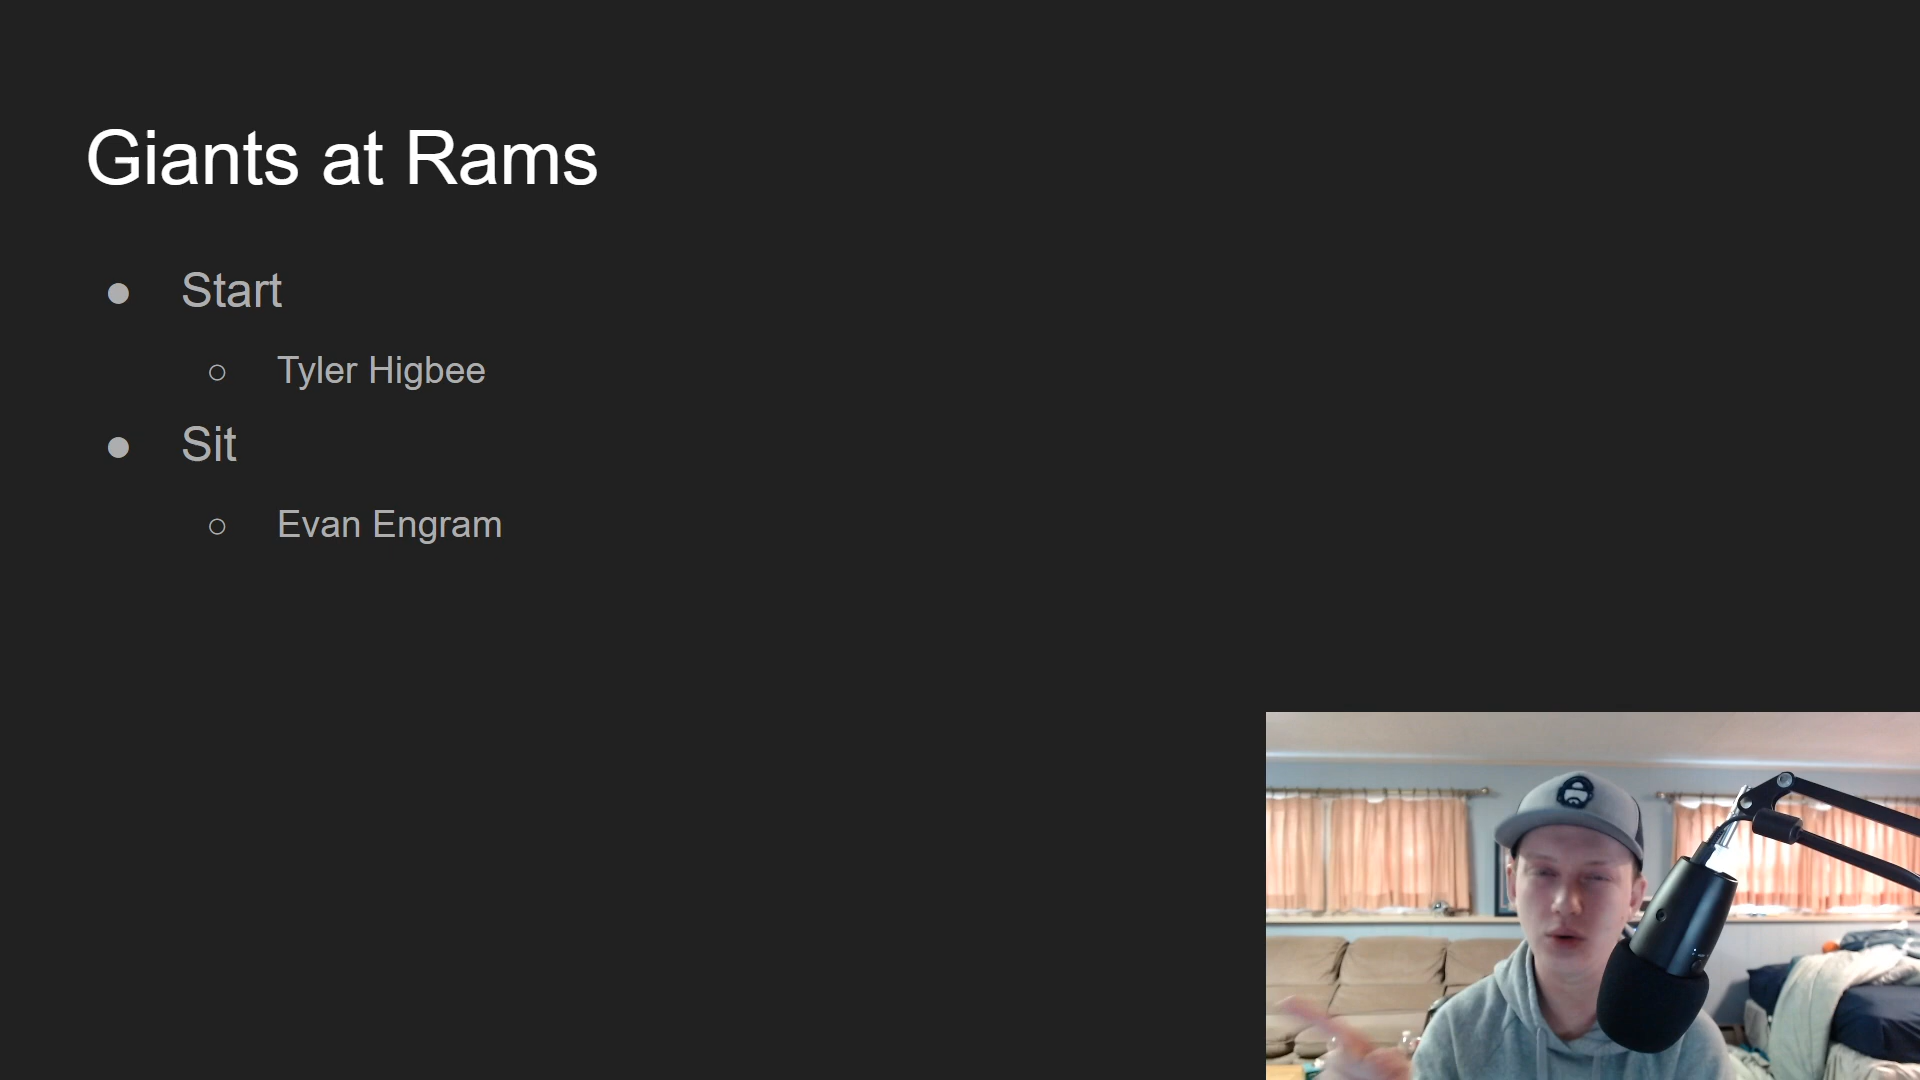 Giants at Rams
Start
Tyler Higbee
Sit
Evan Engram